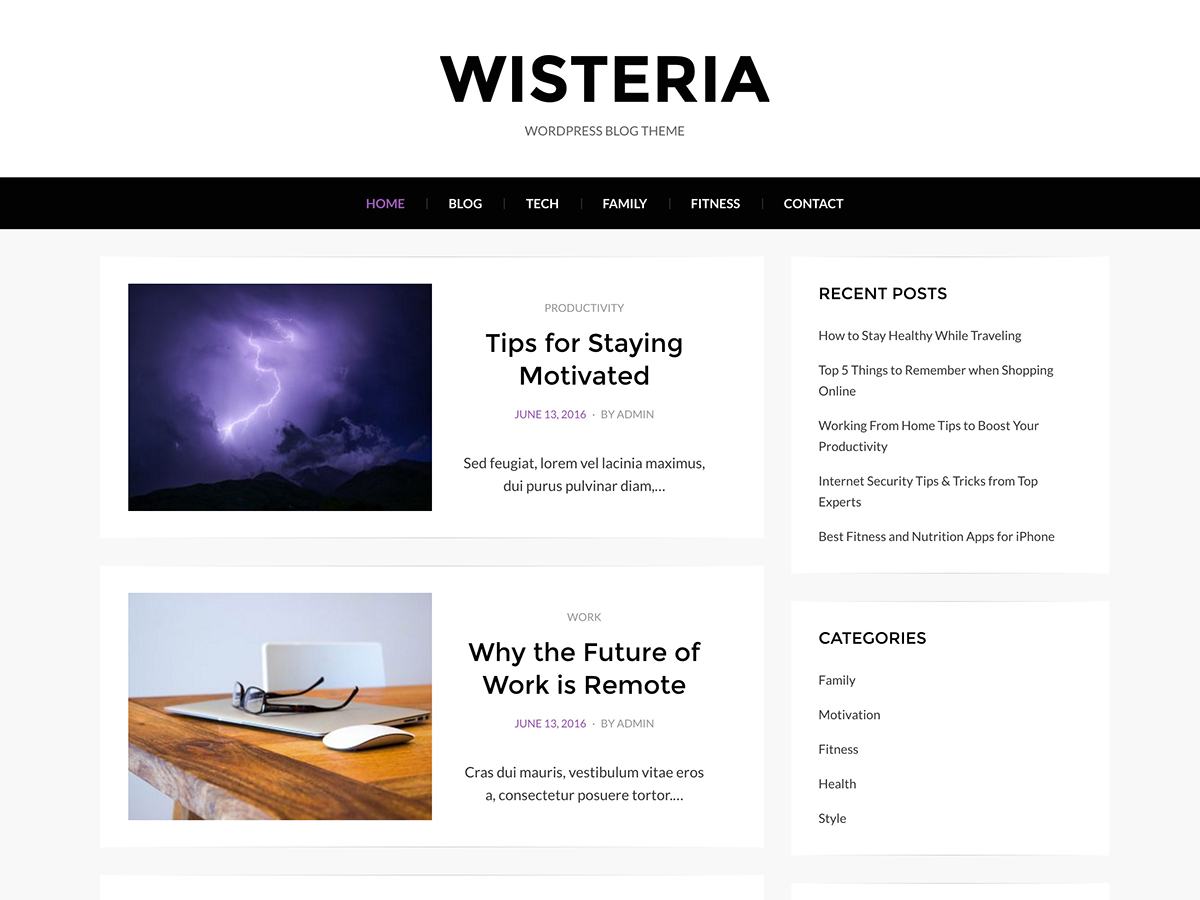 WISTERIA
WORDPRESS BLOG THEME
HOME
BLOG
TECH
FAMILY
FITNESS
CONTACT
PRODUCTIVITY
Tips for Staying
Motivated
JUNE 13, 2016 · BY ADMIN
Sed feugiat, lorem vel lacinia maximus,
dui purus pulvinar diam,...
WORK
Why the Future of
Work is Remote
JUNE 13, 2016 · BY ADMIN
Cras dui mauris, vestibulum vitae eros
a, consectetur posuere tortor....
RECENT POSTS
How to Stay Healthy While Traveling
Top 5 Things to Remember when Shopping
Online
Working From Home Tips to Boost Your
Productivity
Internet Security Tips & Tricks from Top
Experts
Best Fitness and Nutrition Apps for iPhone
CATEGORIES
Family
Motivation
Fitness
Health
Style